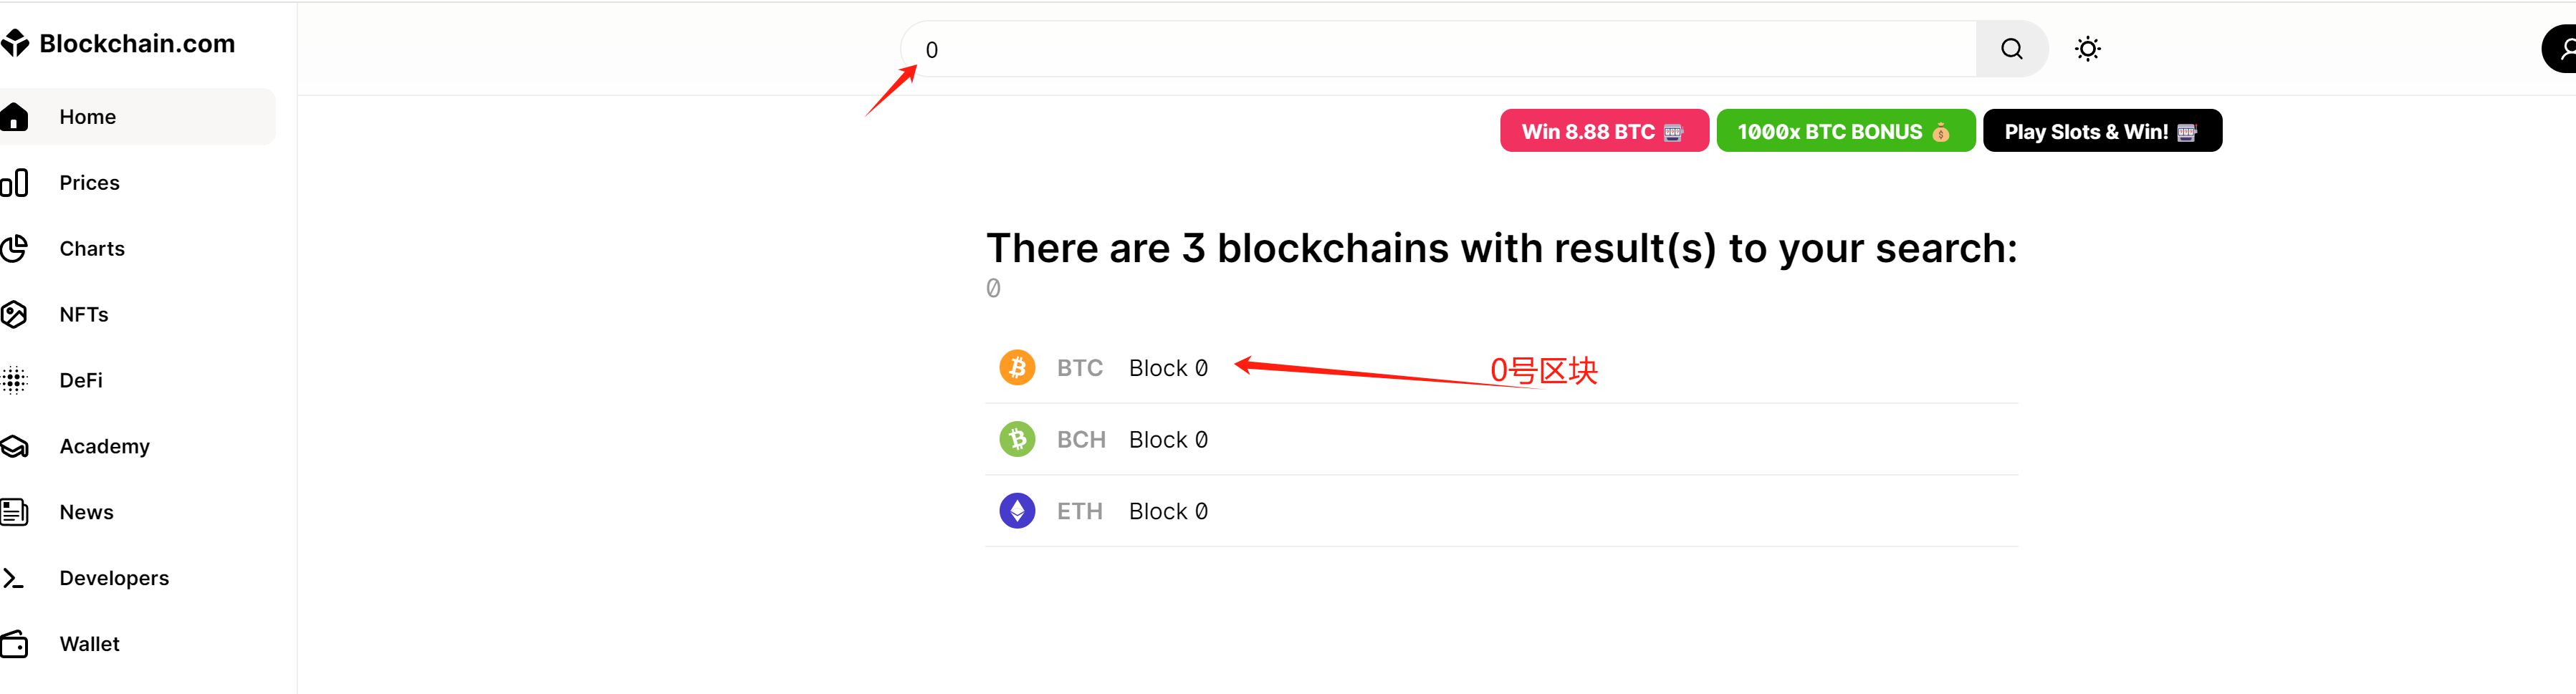 Blockchain.com
0
Home
Prices
Charts
NFTs
DeFi
Academy
News
Developers
Wallet
Win 8.88 BTC
1000x BTC BONUS
Play Slots & Win!
There are 3 blockchains with result(s) to your search:
0
BTC Block 0
0号区块
BCH Block 0
ETH Block 0